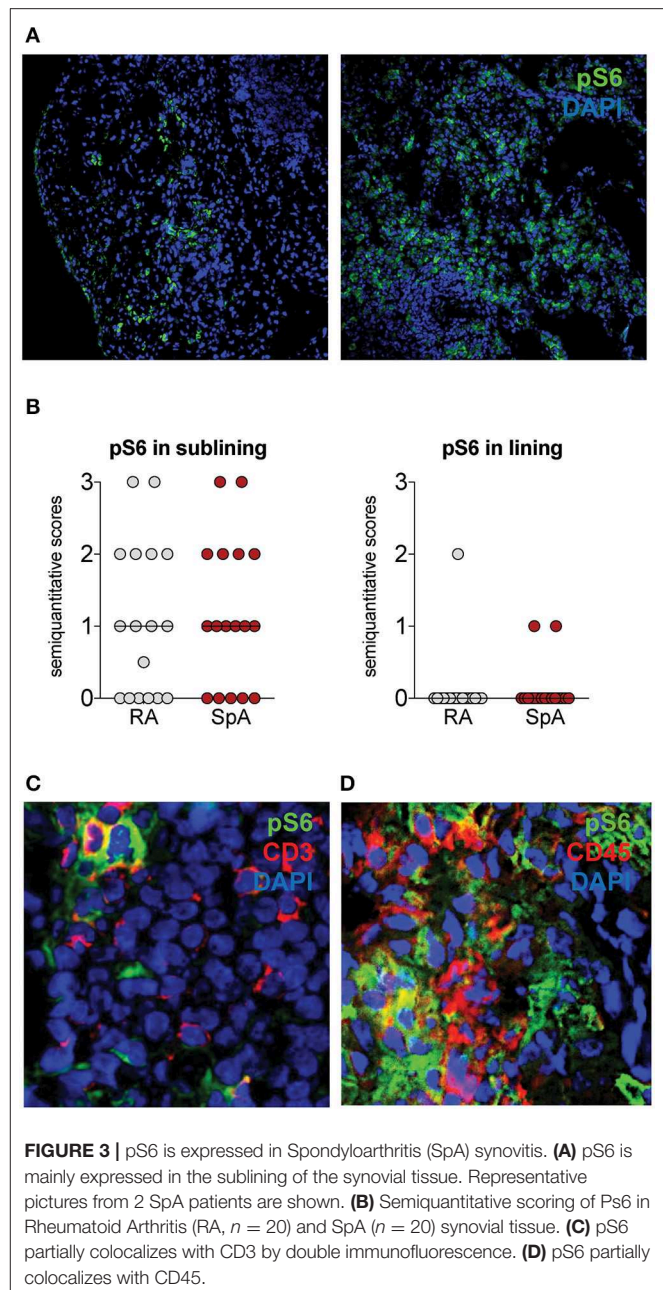 A
pS6
DAPI
B
pS6 in sublining
semiquantitative scores
3
2
1
0
RA SpA
pS6 in lining
semiquantitative scores
3
2
1
0
RA SpA
C
pS6
CD3
DAPI
D
pS6
CD45
DAPI
FIGURE 3 | pS6 is expressed in Spondyloarthritis (SpA) synovitis. (A) pS6 is
mainly expressed in the sublining of the synovial tissue. Representative
pictures from 2 SpA patients are shown. (B) Semiquantitative scoring of Ps6 in
Rheumatoid Arthritis (RA, n = 20) and SpA (n = 20) synovial tissue. (C) pS6
partially colocalizes with CD3 by double immunofluorescence. (D) pS6 partially
colocalizes with CD45.